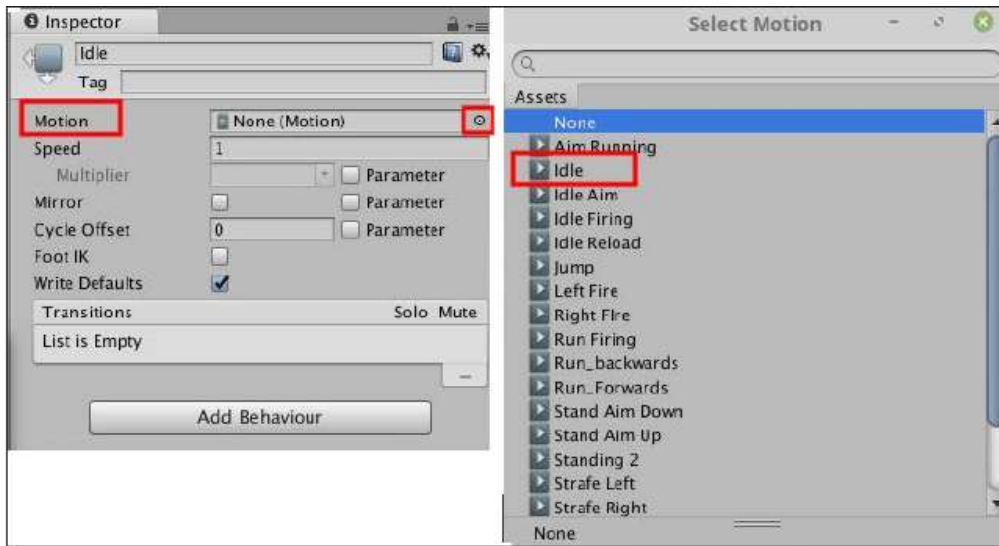 Inspector
Idle
Tag
Motion None (Motion)
Speed 1
Multiplier Parameter
Mirror Parameter
Cycle Offset 0 Parameter
Foot IK
Write Defaults
Transitions Solo Mute
List is Empty
Add Behaviour
Select Motion
Assets
None
Aim Running
Idle
Idle Aim
Idle Firing
Idle Reload
Jump
Left Fire
Right FIre
Run Firing
Run_backwards
Run_Forwards
Stand Aim Down
Stand Aim Up
Standing 2
Strafe Left
Strafe Right
None